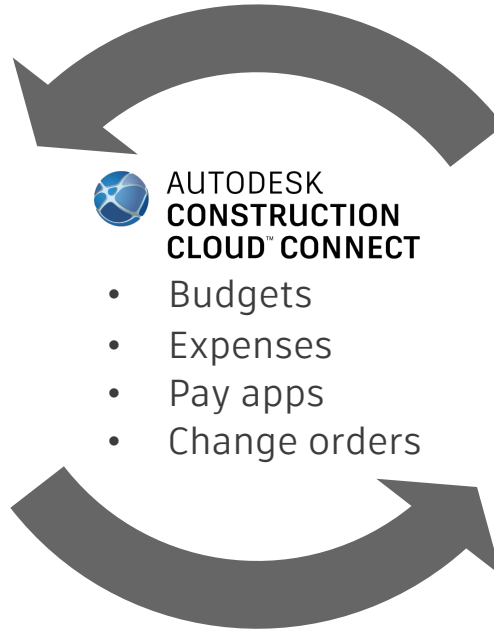 AUTODESK
CONSTRUCTION
CLOUD™ CONNECT
• Budgets
• Expenses
• Pay apps
• Change orders